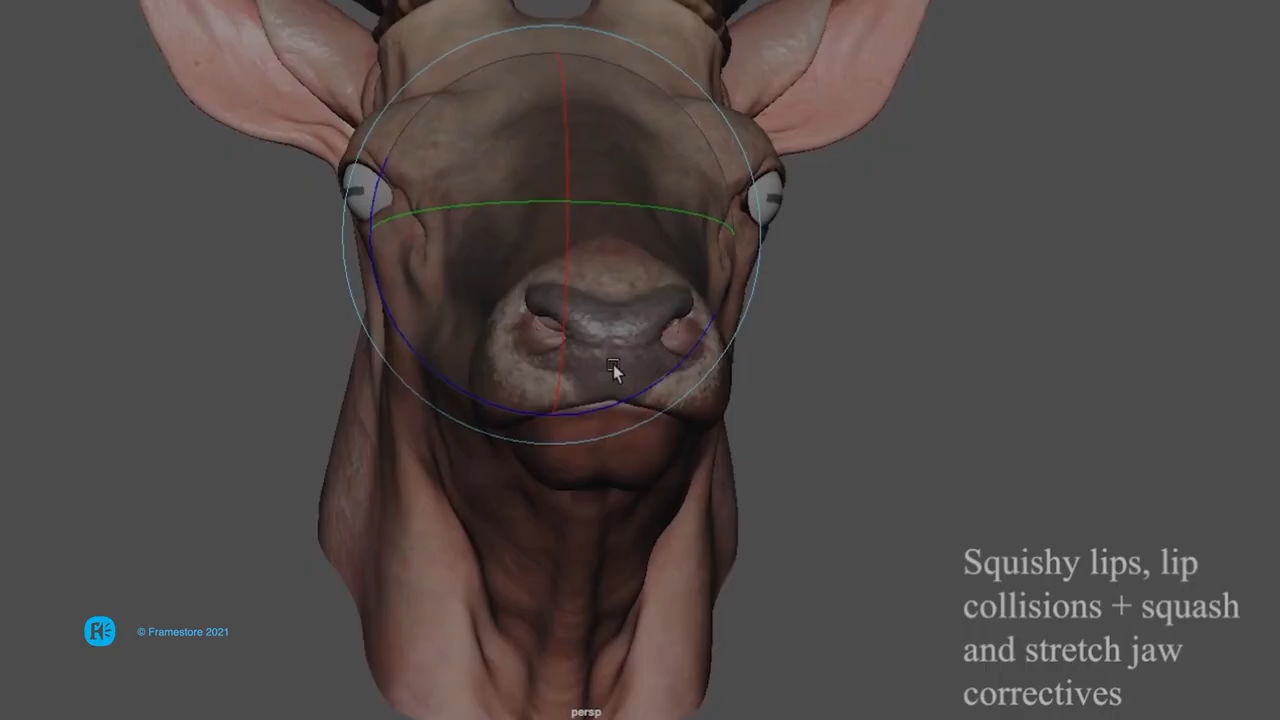 Squishy lips, lip
collisions + squash
and stretch jaw
correctives
© Framestore 2021
persp